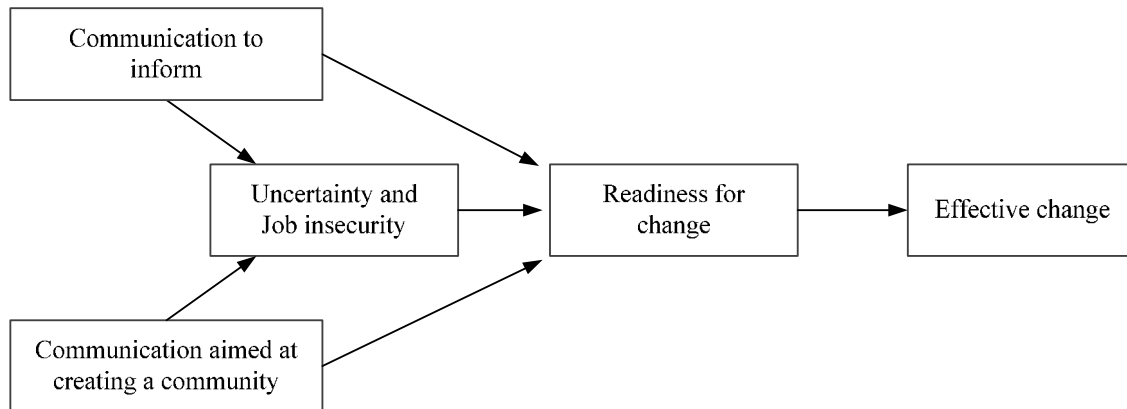 Communication to
inform
Uncertainty and
Job insecurity
Readiness for
change
Effective change
Communication aimed at
creating a community